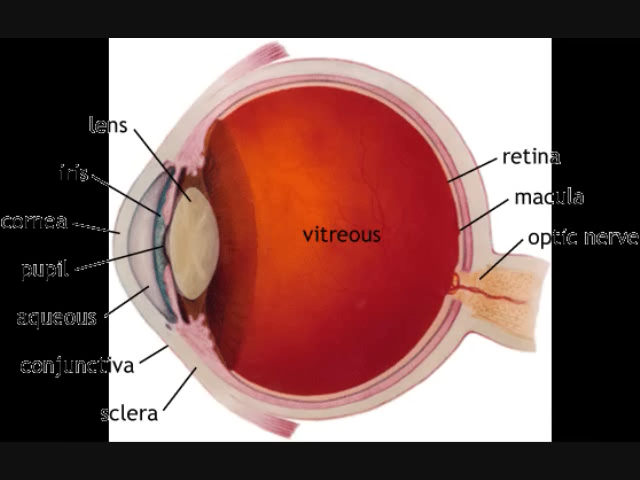 lens
iris
cornea
pupil
aqueous
conjunctiva
sclera
vitreous
retina
macula
optic nerve